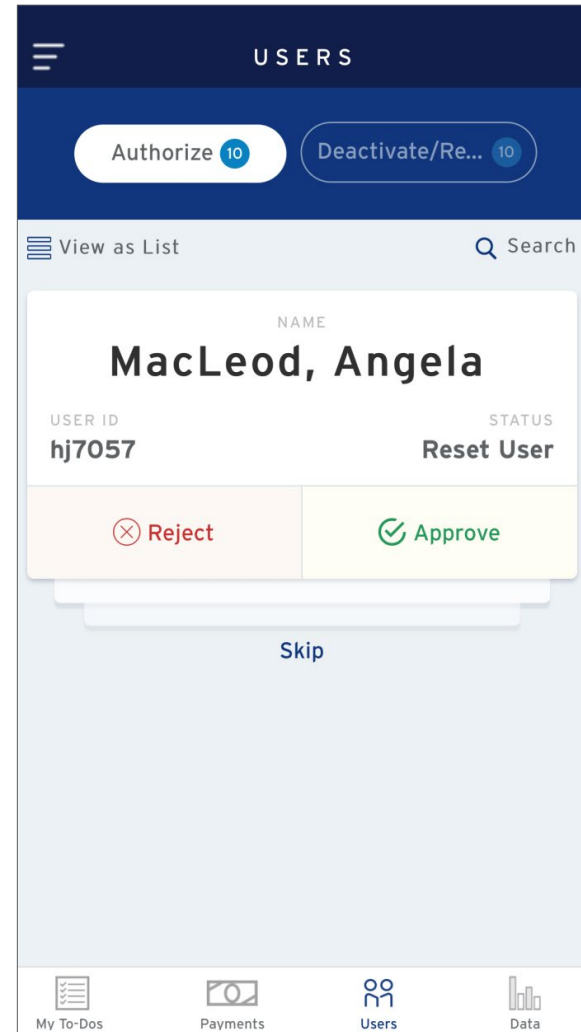 USERS
Authorize 10
Deactivate/Re... 10
View as List
Search
NAME
MacLeod, Angela
USER ID
STATUS
hj7057
Reset User
Reject
Approve
Skip
My To-Dos
Payments
Users
Data